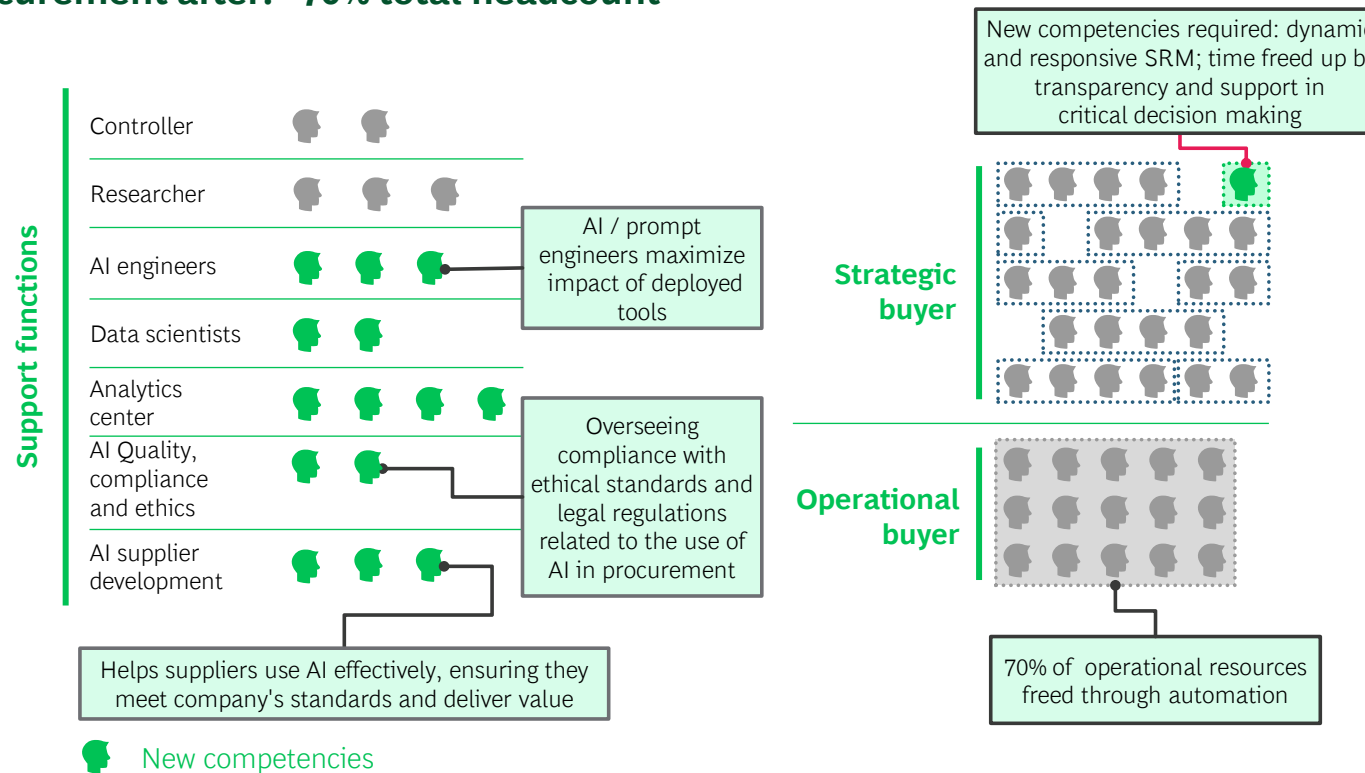 after: 70% total headcount
Support functions
Controller
Researcher
AI engineers
Data scientists
Analytics
center
AI Quality,
compliance
and ethics
AI supplier
development
AI / prompt
engineers maximize
impact of deployed
tools
Overseeing
compliance with
ethical standards and
legal regulations
related to the use of
AI in procurement
Helps suppliers use AI effectively, ensuring they
meet company's standards and deliver value
New competencies
New competencies required:
and responsive SRM; time freed up
transparency and support in
critical decision making
Strategic
buyer
Operational
buyer
70% of operational resources
freed through automation